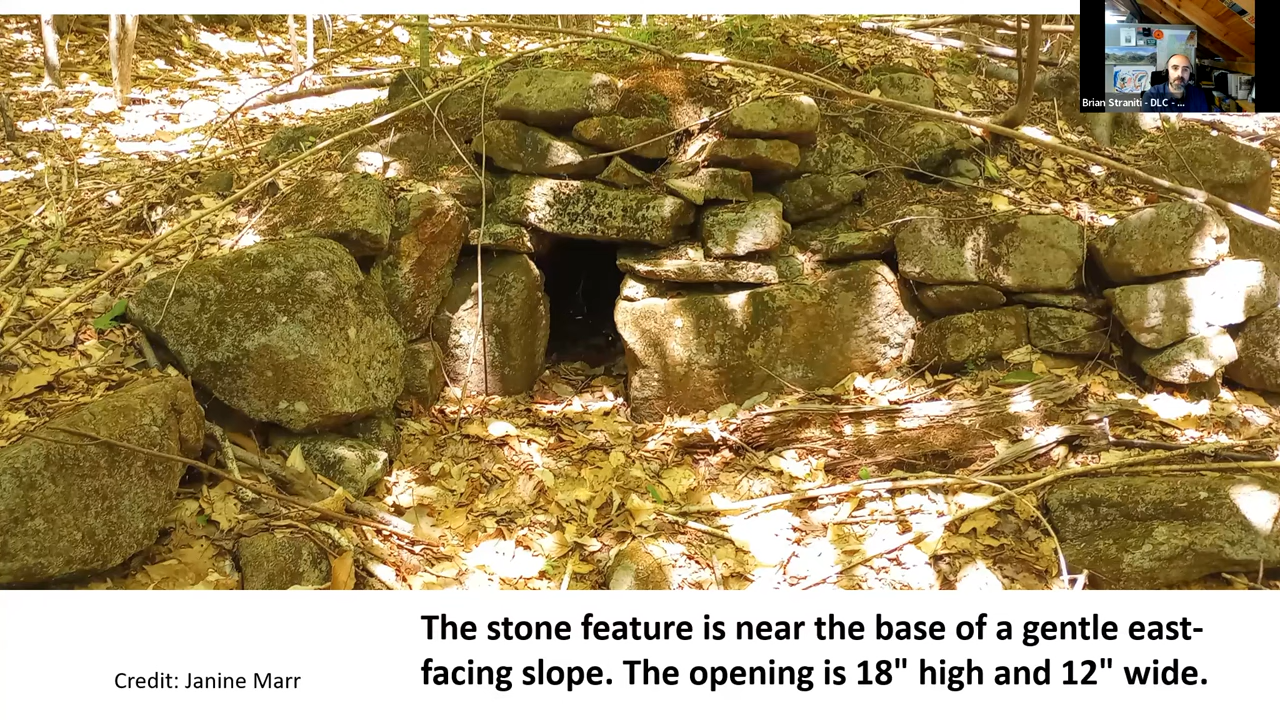 Brian Straniti - DLC - ...
The stone feature is near the base of a gentle east-
facing slope. The opening is 18" high and 12" wide.
Credit: Janine Marr